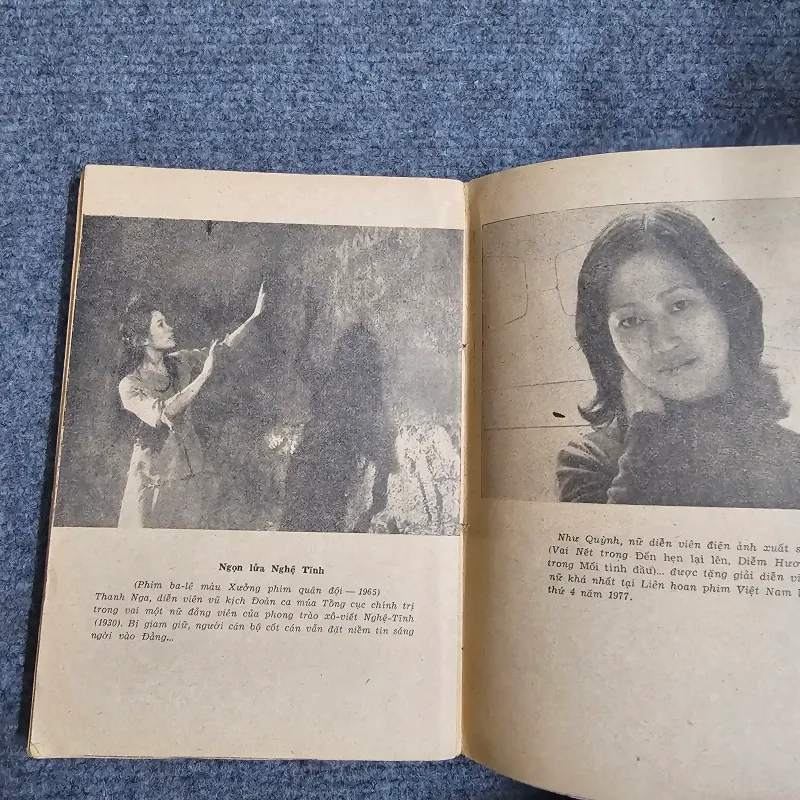 Ngọn lửa Nghệ Tĩnh
(Phim ba-lê màu Xưởng phim quân đội — 1965)
Thanh Nga, diễn viên vũ kịch Đoàn ca múa Tổng cục chính trị
trong vai một nữ đảng viên của phong trào xô-viết Nghệ-Tĩnh
(1930). Bị giam giữ, người cán bộ cốt cán vẫn đặt niềm tin sáng
ngời vào Đảng...
Như Quỳnh, nữ diễn viên điện ảnh xuất
(Vai Nét trong Đến hẹn lại lên, Diễm
trong Mối tình đầu)... được tặng giải diễn
nữ khá nhất tại Liên hoan phim Việt Nam
thứ 4 năm 1977.